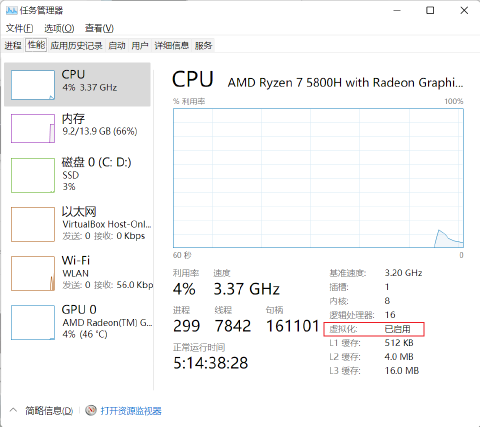 任务管理器
文件(F) 选项(O) 查看(V)
进程 性能 应用历史记录 启动 用户 详细信息 服务
CPU
4% 3.37 GHz
内存
9.2/13.9 GB (66%)
磁盘 0 (C: D:)
SSD
3%
以太网
VirtualBox Host-Onl...
发送: 0 接收: 0 Kbps
Wi-Fi
WLAN
发送: 0 接收: 56.0 Kbp
GPU 0
AMD Radeon(TM) G...
4% (46 °C)
CPU AMD Ryzen 7 5800H with Radeon Graphi...
% 利用率 100%
60 秒 0
利用率 速度
4% 3.37 GHz
进程 线程 句柄
299 7842 161101
正常运行时间
5:14:38:28
基准速度: 3.20 GHz
插槽: 1
内核: 8
逻辑处理器: 16
虚拟化: 已启用
L1 缓存: 512 KB
L2 缓存: 4.0 MB
L3 缓存: 16.0 MB
简略信息(D) 打开资源监视器